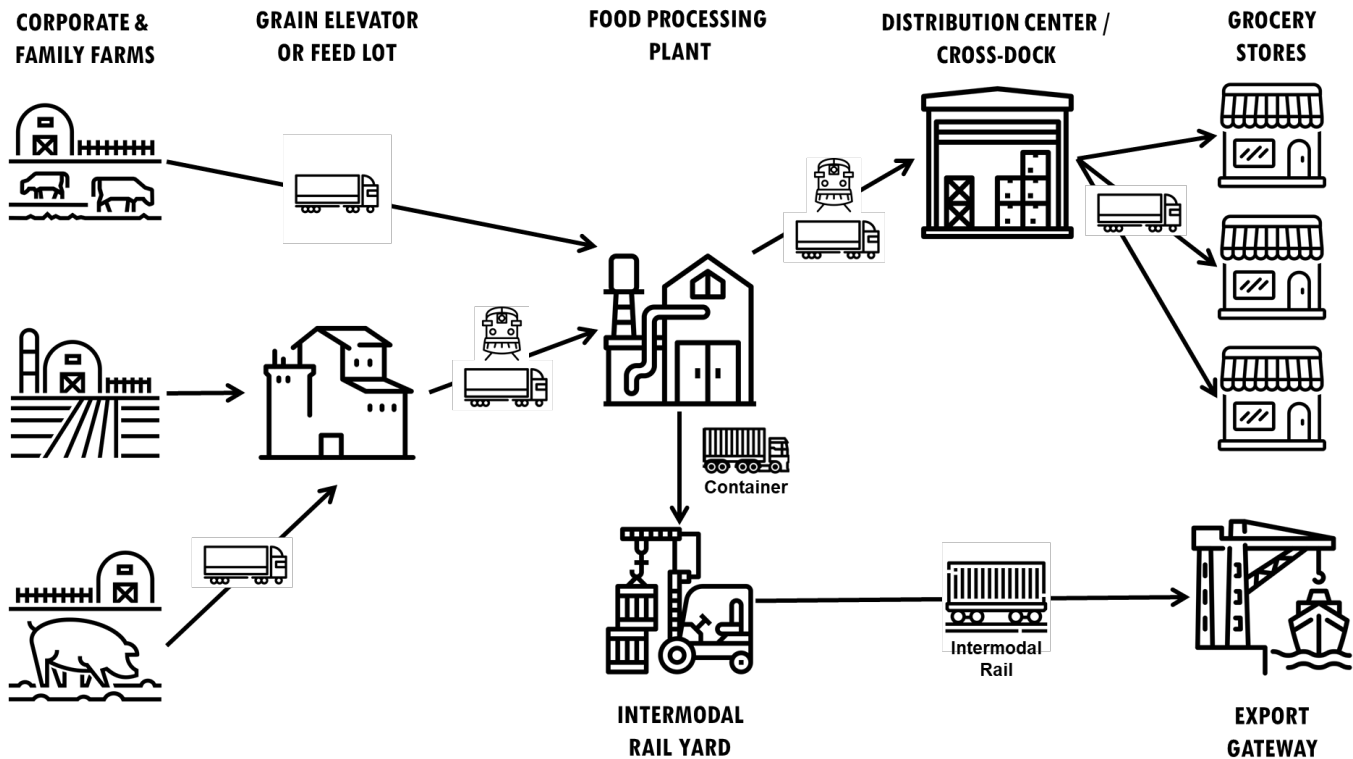 CORPORATE &
FAMILY FARMS
GRAIN ELEVATOR
OR FEED LOT
FOOD PROCESSING
PLANT
DISTRIBUTION CENTER /
CROSS-DOCK
GROCERY
STORES
Container
Intermodal
Rail
INTERMODAL
RAIL YARD
EXPORT
GATEWAY